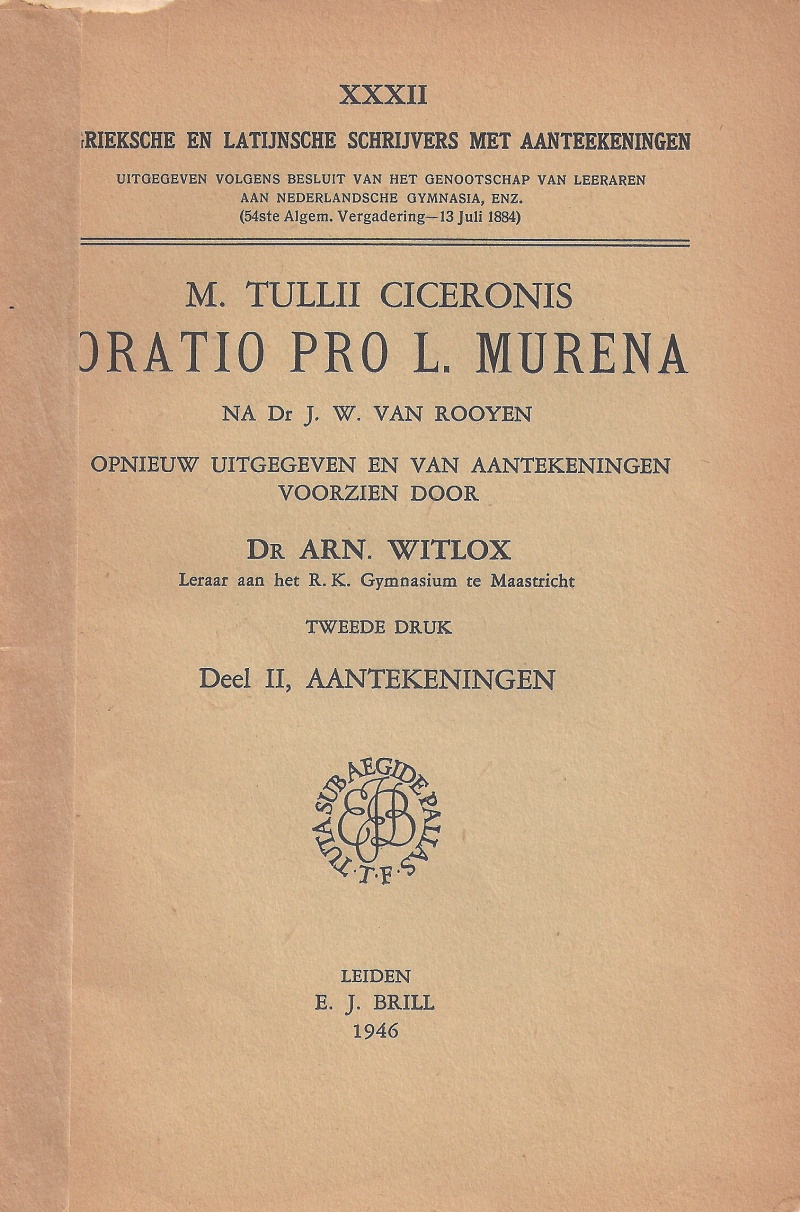 XXXII
RIEKSCHE EN LATIJNSCHE SCHRIJVERS MET AANTEEKENINGEN
UITGEGEVEN VOLGENS BESLUIT VAN HET GENOOTSCHAP VAN LEERAREN
AAN NEDERLANDSCHE GYMNASIA, ENZ.
(54ste Algem. Vergadering—13 Juli 1884)
M. TULLII CICERONIS
ORATIO PRO L. MURENA
NA Dr J. W. VAN ROOYEN
OPNIEUW UITGEGEVEN EN VAN AANTEKENINGEN
VOORZIEN DOOR
DR ARN. WITLOX
Leraar aan het R. K. Gymnasium te Maastricht
TWEEDE DRUK
Deel II, AANTEKENINGEN
TUTA SUB AEGIDE PALLAS
EJB
·T·F·
LEIDEN
E. J. BRILL
1946